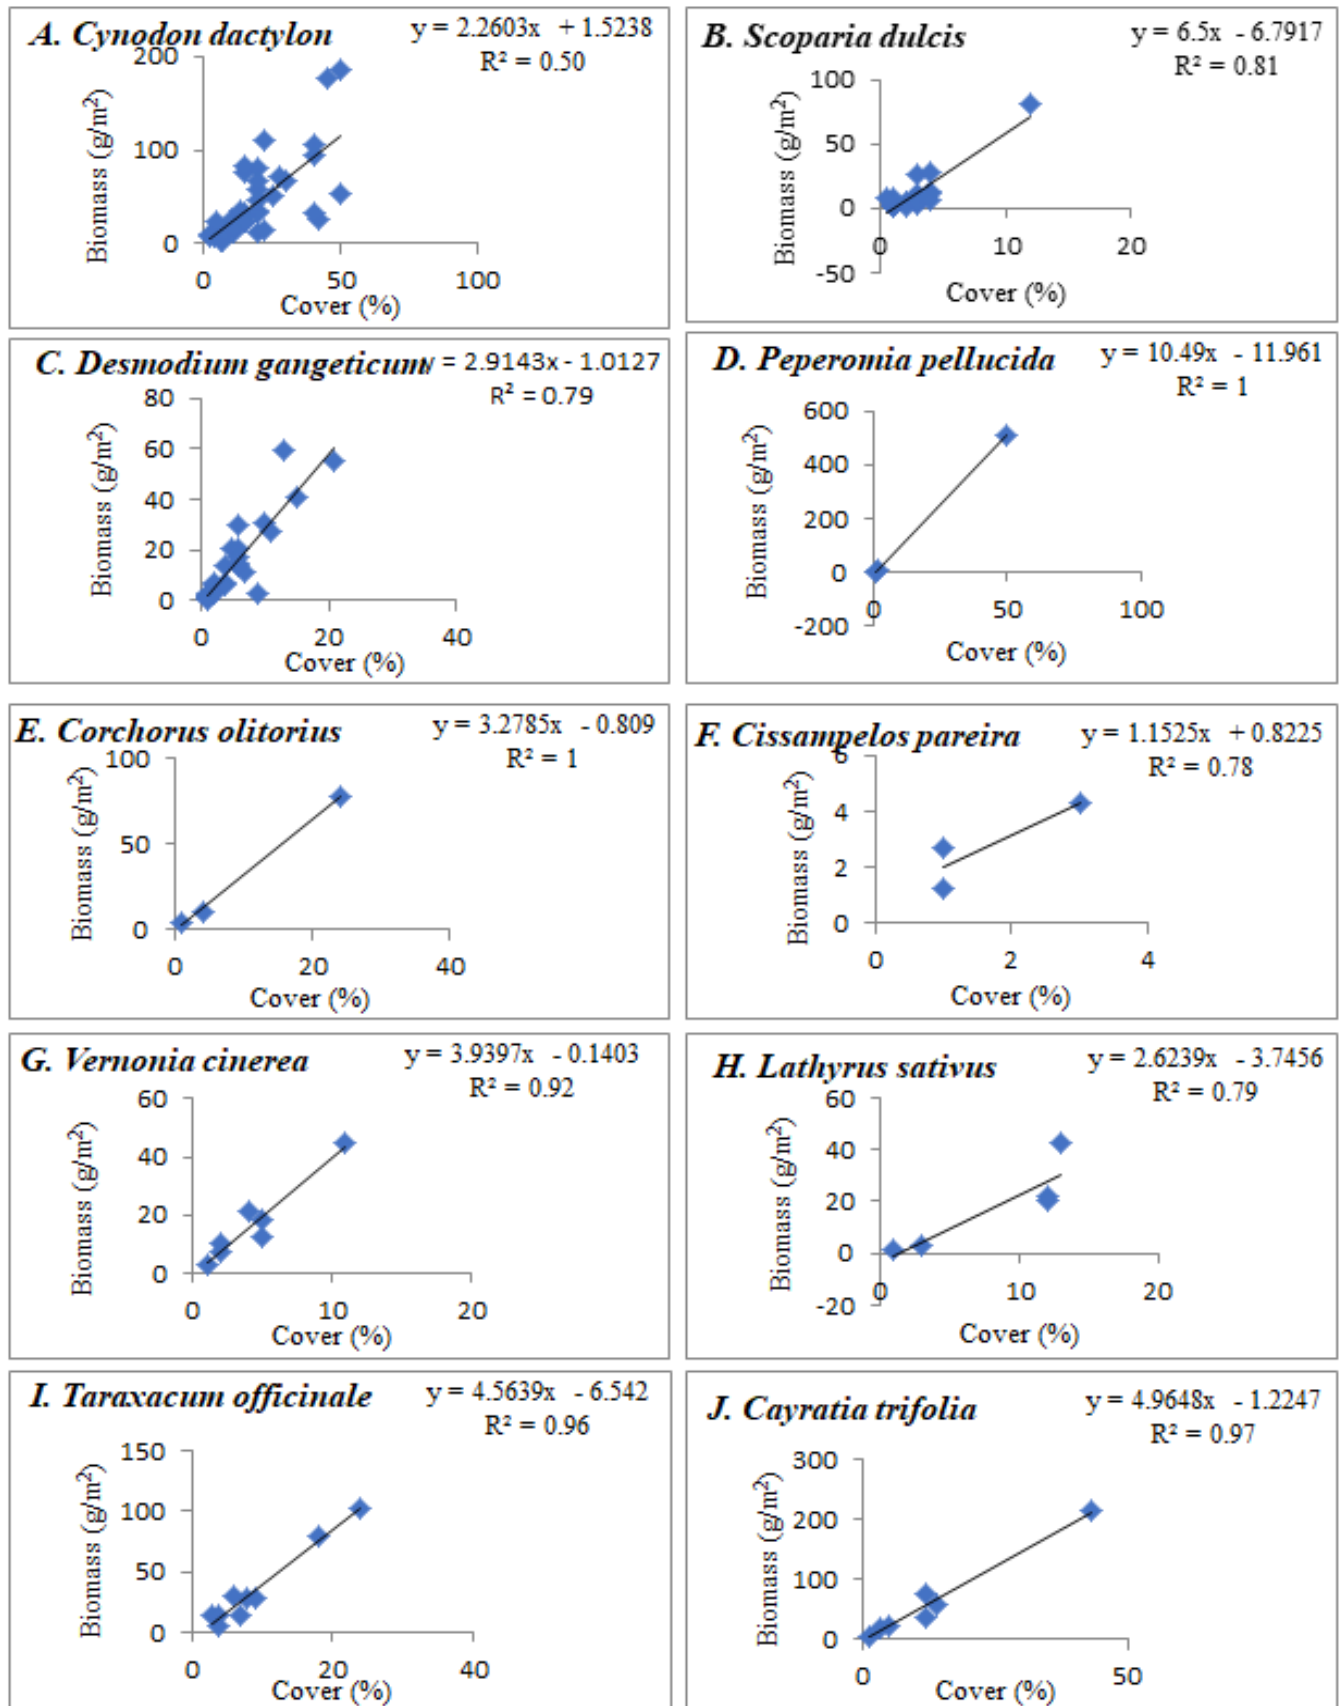 A. Cynodon dactylon
y = 2.2603x + 1.5238
R² = 0.50
200
100
0
0 50 100
Biomass (g/m²)
Cover (%)
B. Scoparia dulcis
y = 6.5x - 6.7917
R² = 0.81
100
50
0
-50
0 10 20
Biomass (g/m²)
Cover (%)
C. Desmodium gangeticum
y = 2.9143x - 1.0127
R² = 0.79
80
60
40
20
0
0 20 40
Biomass (g/m²)
Cover (%)
D. Peperomia pellucida
y = 10.49x - 11.961
R² = 1
600
400
200
0
-200
0 50 100
Biomass (g/m²)
Cover (%)
E. Corchorus olitorius
y = 3.2785x - 0.809
R² = 1
100
50
0
0 20 40
Biomass (g/m²)
Cover (%)
F. Cissampelos pareira
y = 1.1525x + 0.8225
R² = 0.78
6
4
2
0
0 2 4
Biomass (g/m²)
Cover (%)
G. Vernonia cinerea
y = 3.9397x - 0.1403
R² = 0.92
60
40
20
0
0 10 20
Biomass (g/m²)
Cover (%)
H. Lathyrus sativus
y = 2.6239x - 3.7456
R² = 0.79
60
40
20
0
-20
0 10 20
Biomass (g/m²)
Cover (%)
I. Taraxacum officinale
y = 4.5639x - 6.542
R² = 0.96
150
100
50
0
0 20 40
Biomass (g/m²)
Cover (%)
J. Cayratia trifolia
y = 4.9648x - 1.2247
R² = 0.97
300
200
100
0
0 50
Biomass (g/m²)
Cover (%)